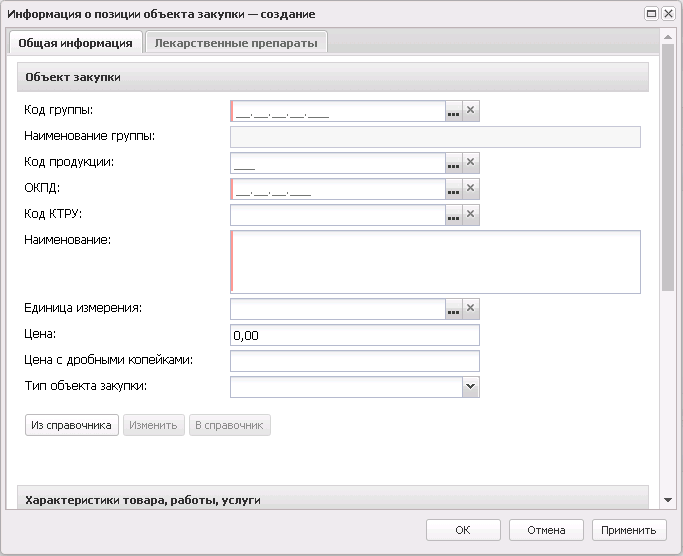 Информация о позиции объекта закупки — создание
Общая информация
Лекарственные препараты
Объект закупки
Код группы: __.__.__.__.___ ...
Наименование группы:
Код продукции: ___ ...
ОКПД: __.__.__.___ ...
Код КТРУ: ...
Наименование:
Единица измерения: ...
Цена: 0,00
Цена с дробными копейками:
Тип объекта закупки:
Из справочника Изменить В справочник
Характеристики товара, работы, услуги
ОК Отмена Применить